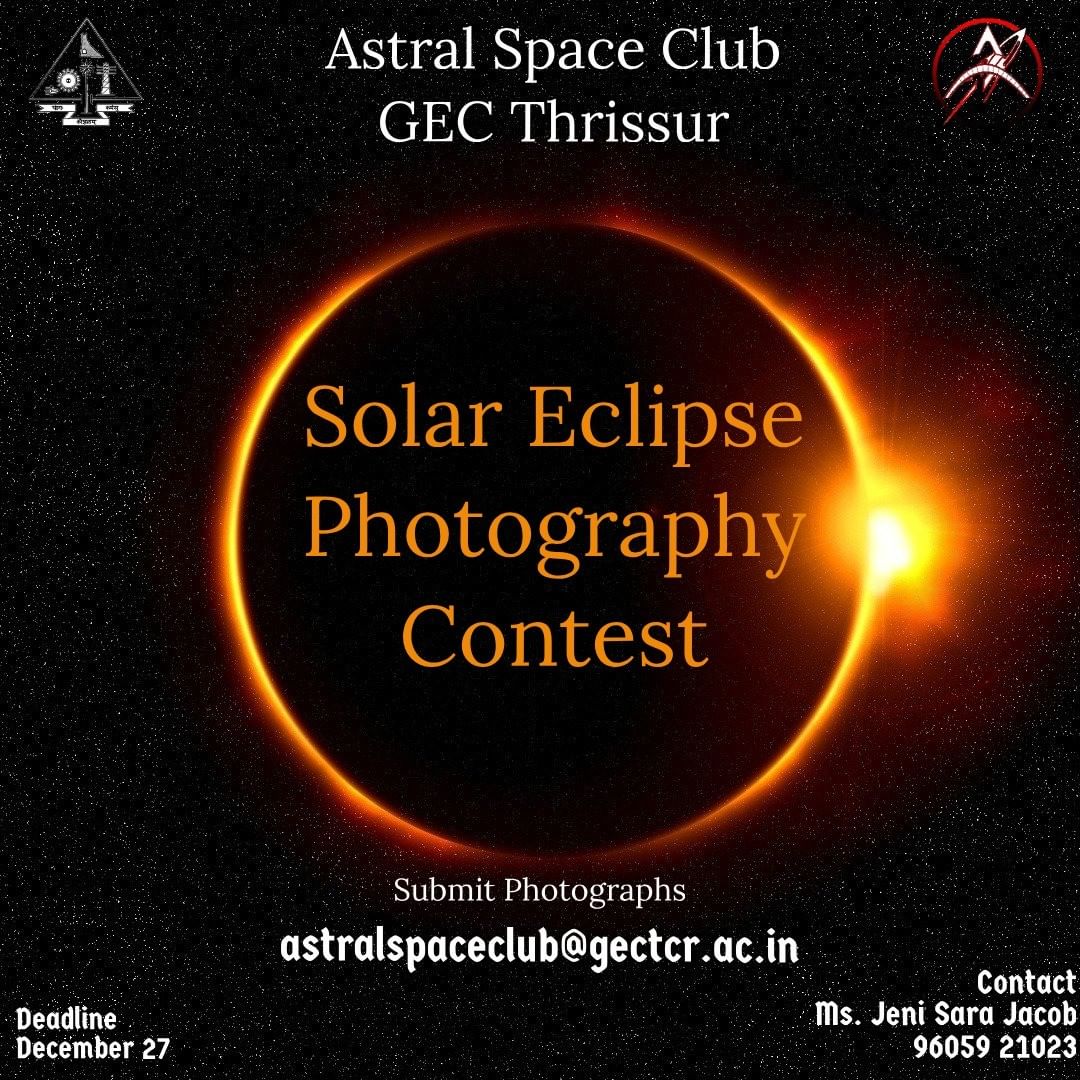 Astral Space Club
GEC Thrissur
Solar Eclipse
Photography
Contest
Submit Photographs
astralspaceclub@gectcr.ac.in
Deadline
December 27
Contact
Ms. Jeni Sara Jacob
96059 21023